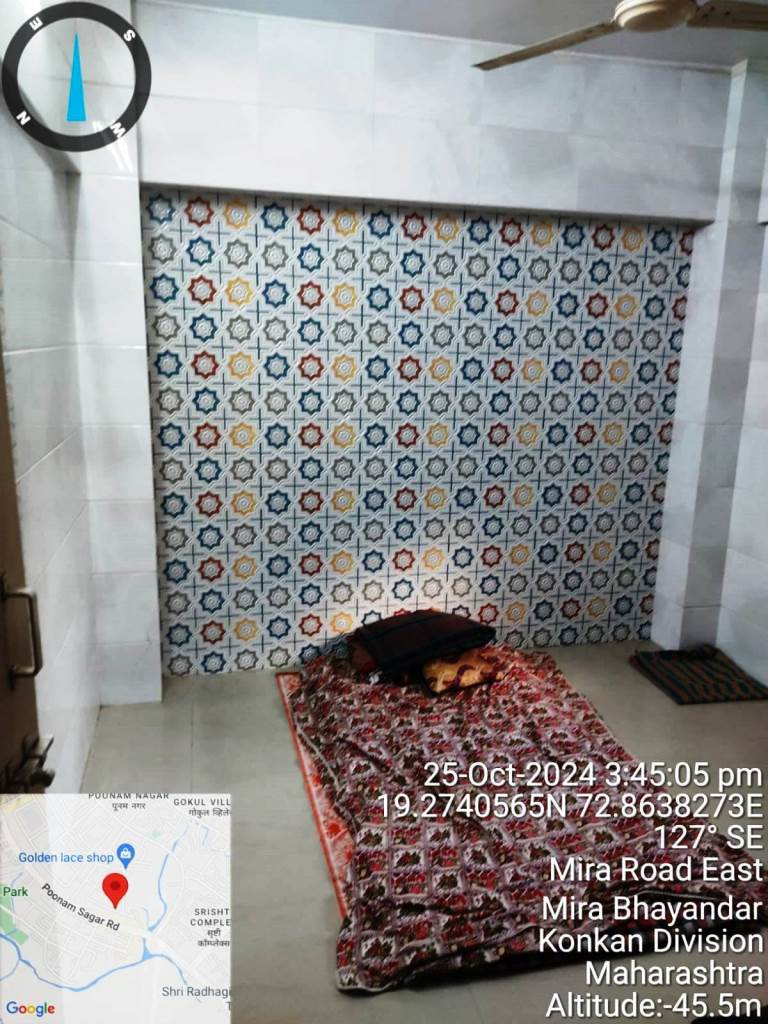 E
S
N
W
25-Oct-2024 3:45:05 pm
19.2740565N 72.8638273E
127° SE
Mira Road East
Mira Bhayandar
Konkan Division
Maharashtra
Altitude:-45.5m
POONAM NAGAR
पूनम नगर
GOKUL VILL
गोकुल व्हिले
Golden lace shop
Park
Poonam Sagar Rd
SRISHT
COMPLE
सृष्टी
कॉम्प्लेक्स
Shri Radhagi
T
Google